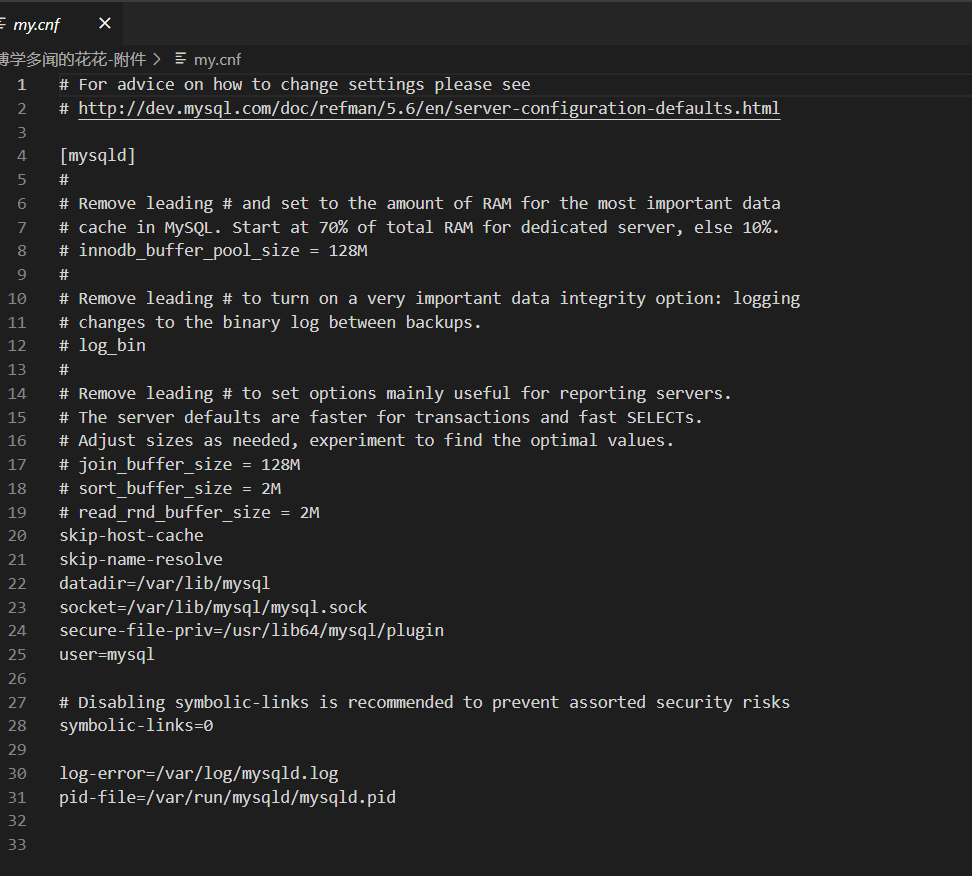 my.cnf
博学多闻的花花-附件 > my.cnf
1 # For advice on how to change settings please see
2 # http://dev.mysql.com/doc/refman/5.6/en/server-configuration-defaults.html
3
4 [mysqld]
5 #
6 # Remove leading # and set to the amount of RAM for the most important data
7 # cache in MySQL. Start at 70% of total RAM for dedicated server, else 10%.
8 # innodb_buffer_pool_size = 128M
9 #
10 # Remove leading # to turn on a very important data integrity option: logging
11 # changes to the binary log between backups.
12 # log_bin
13 #
14 # Remove leading # to set options mainly useful for reporting servers.
15 # The server defaults are faster for transactions and fast SELECTs.
16 # Adjust sizes as needed, experiment to find the optimal values.
17 # join_buffer_size = 128M
18 # sort_buffer_size = 2M
19 # read_rnd_buffer_size = 2M
20 skip-host-cache
21 skip-name-resolve
22 datadir=/var/lib/mysql
23 socket=/var/lib/mysql/mysql.sock
24 secure-file-priv=/usr/lib64/mysql/plugin
25 user=mysql
26
27 # Disabling symbolic-links is recommended to prevent assorted security risks
28 symbolic-links=0
29
30 log-error=/var/log/mysqld.log
31 pid-file=/var/run/mysqld/mysqld.pid
32
33